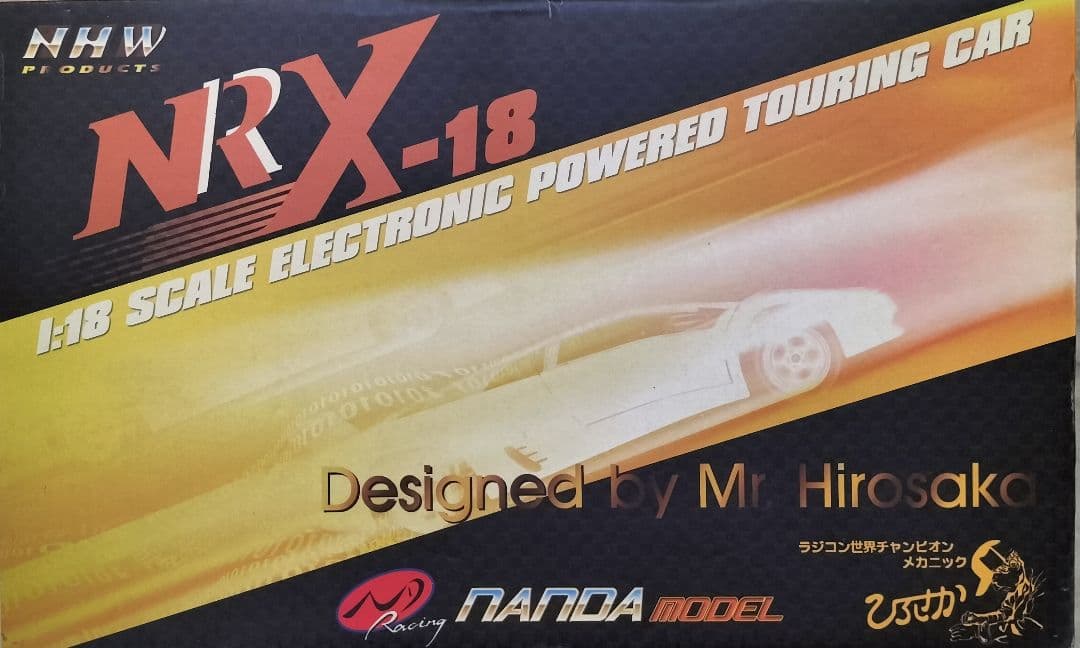 NHW
PRODUCTS
NRX-18
1:18 SCALE ELECTRONIC POWERED TOURING CAR
Designed by Mr. Hirosaka
ラジコン世界チャンピオン
メカニック
ひろさか
Racing
NANDA MODEL